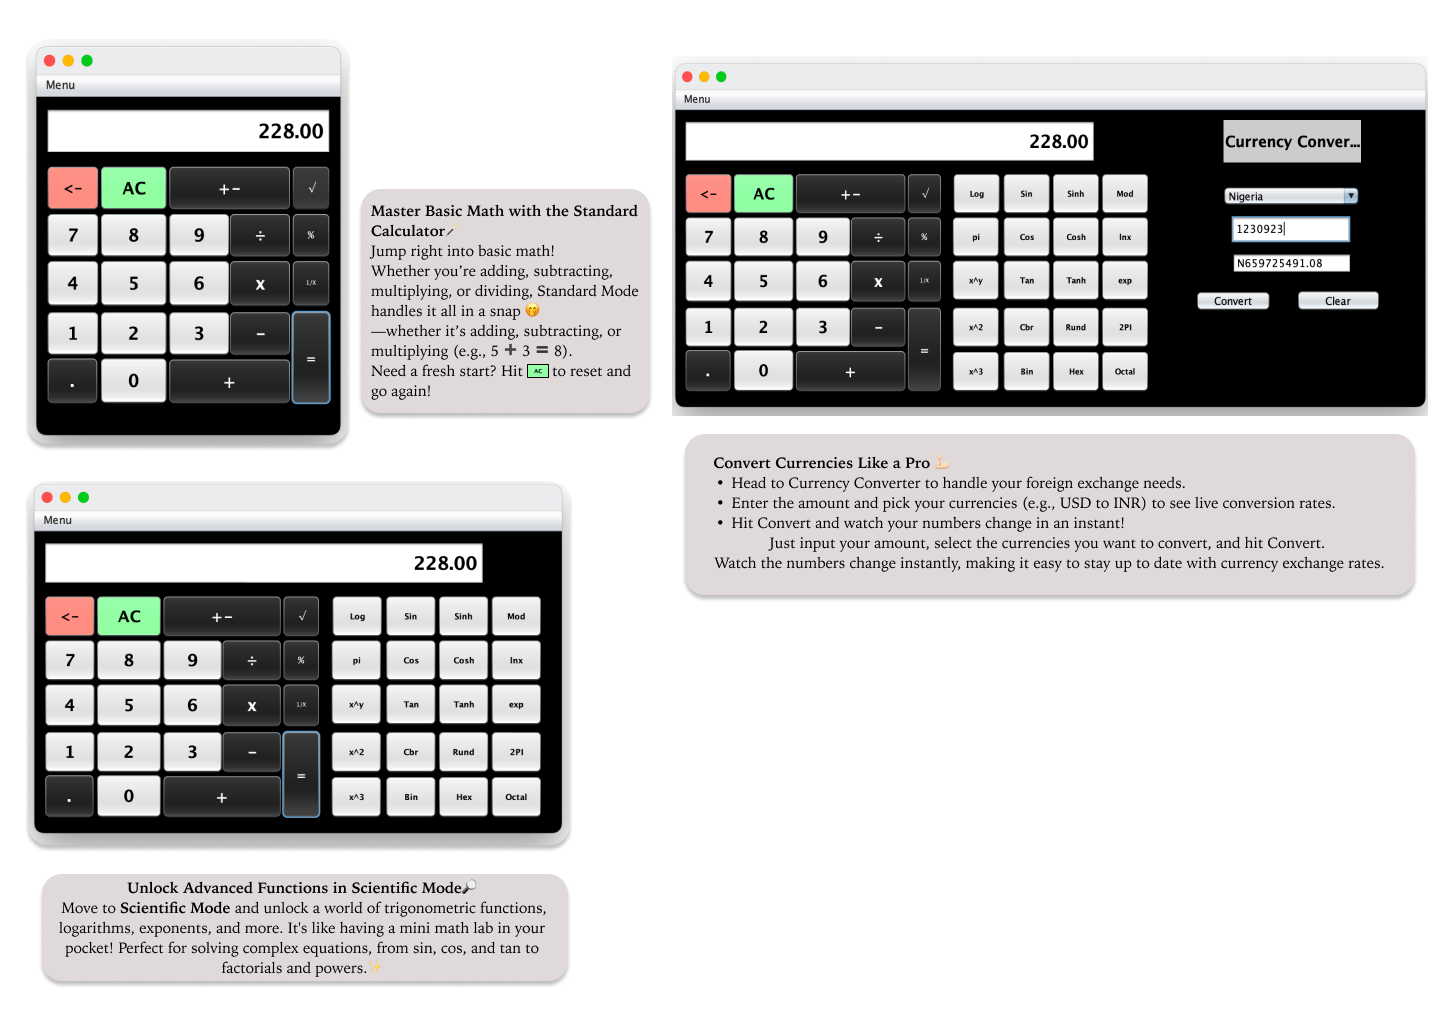 Menu
228.00
<- AC +- √
7 8 9 ÷ %
4 5 6 x 1/X
1 2 3 - =
. 0 +
Master Basic Math with the Standard
Calculator
Jump right into basic math!
Whether you’re adding, subtracting,
multiplying, or dividing, Standard Mode
handles it all in a snap 🤭
—whether it’s adding, subtracting, or
multiplying (e.g., 5 ➕ 3 🟰 8).
Need a fresh start? Hit AC to reset and
go again!
Menu
228.00
<- AC +- √ Log Sin Sinh Mod
7 8 9 ÷ % pi Cos Cosh lnx
4 5 6 x 1/X x^y Tan Tanh exp
1 2 3 - = x^2 Cbr Rund 2PI
. 0 + x^3 Bin Hex Octal
Currency Conver...
Nigeria
1230923
N659725491.08
Convert Clear
Convert Currencies Like a Pro 💪🏻
• Head to Currency Converter to handle your foreign exchange needs.
• Enter the amount and pick your currencies (e.g., USD to INR) to see live conversion rates.
• Hit Convert and watch your numbers change in an instant!
Just input your amount, select the currencies you want to convert, and hit Convert.
Watch the numbers change instantly, making it easy to stay up to date with currency exchange rates.
Menu
228.00
<- AC +- √ Log Sin Sinh Mod
7 8 9 ÷ % pi Cos Cosh lnx
4 5 6 x 1/X x^y Tan Tanh exp
1 2 3 - = x^2 Cbr Rund 2PI
. 0 + x^3 Bin Hex Octal
Unlock Advanced Functions in Scientific Mode🔎
Move to Scientific Mode and unlock a world of trigonometric functions,
logarithms, exponents, and more. It's like having a mini math lab in your
pocket! Perfect for solving complex equations, from sin, cos, and tan to
factorials and powers.✨